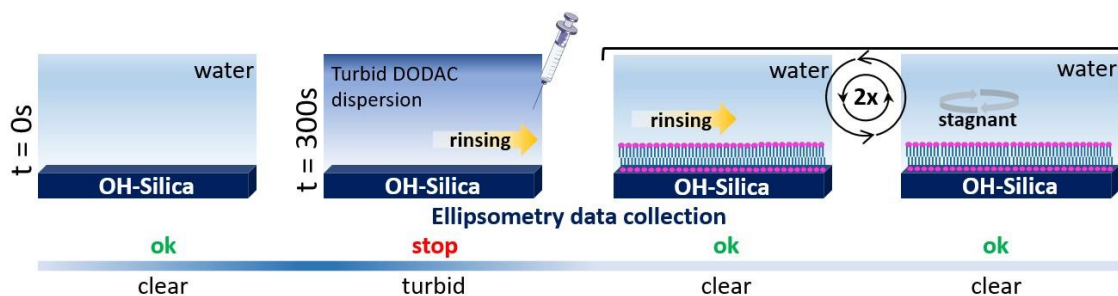 t = 0s
water
OH-Silica
t = 300s
Turbid DODAC
dispersion
rinsing
OH-Silica
water
rinsing
OH-Silica
2x
water
stagnant
OH-Silica
Ellipsometry data collection
ok
stop
ok
ok
clear
turbid
clear
clear